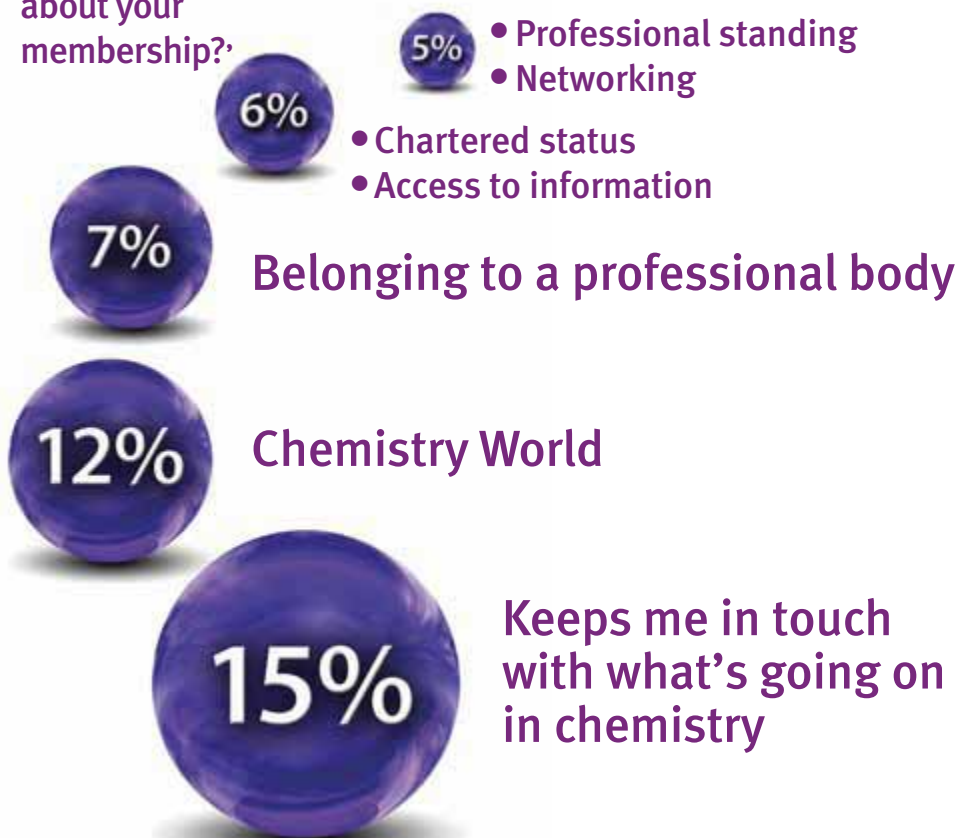 about your
membership?’
5%
• Professional standing
• Networking
6%
• Chartered status
• Access to information
7%
Belonging to a professional body
12%
Chemistry World
15%
Keeps me in touch
with what’s going on
in chemistry